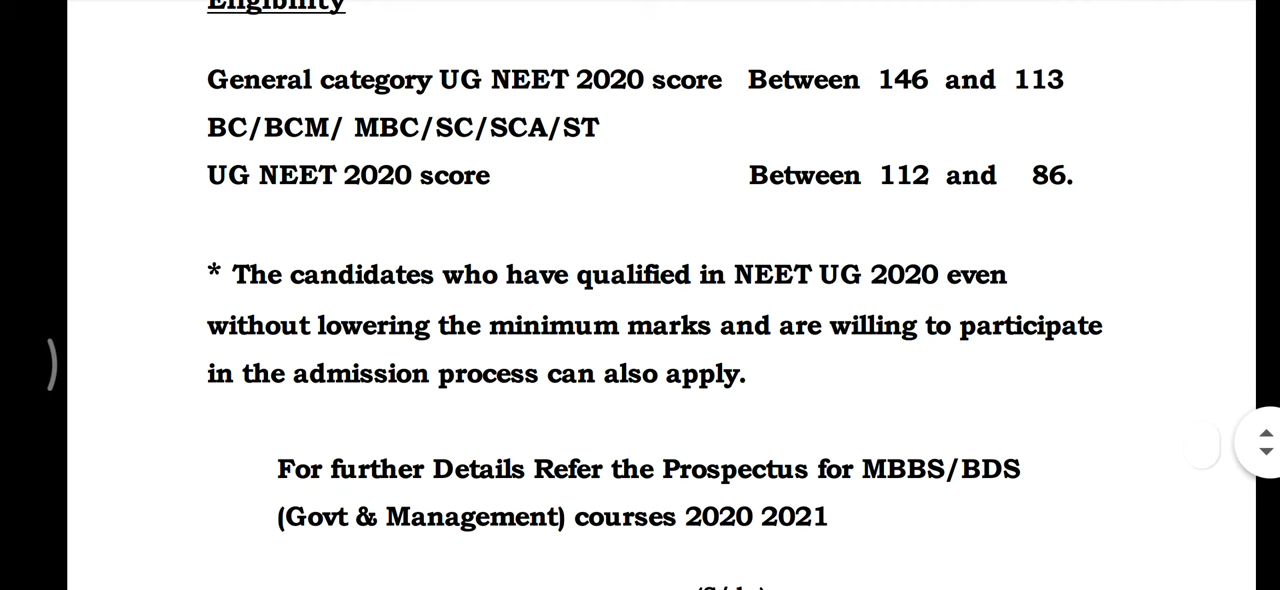 Eligibility
General category UG NEET 2020 score Between 146 and 113
BC/BCM/ MBC/SC/SCA/ST
UG NEET 2020 score Between 112 and 86.
* The candidates who have qualified in NEET UG 2020 even
without lowering the minimum marks and are willing to participate
in the admission process can also apply.
For further Details Refer the Prospectus for MBBS/BDS
(Govt & Management) courses 2020 2021